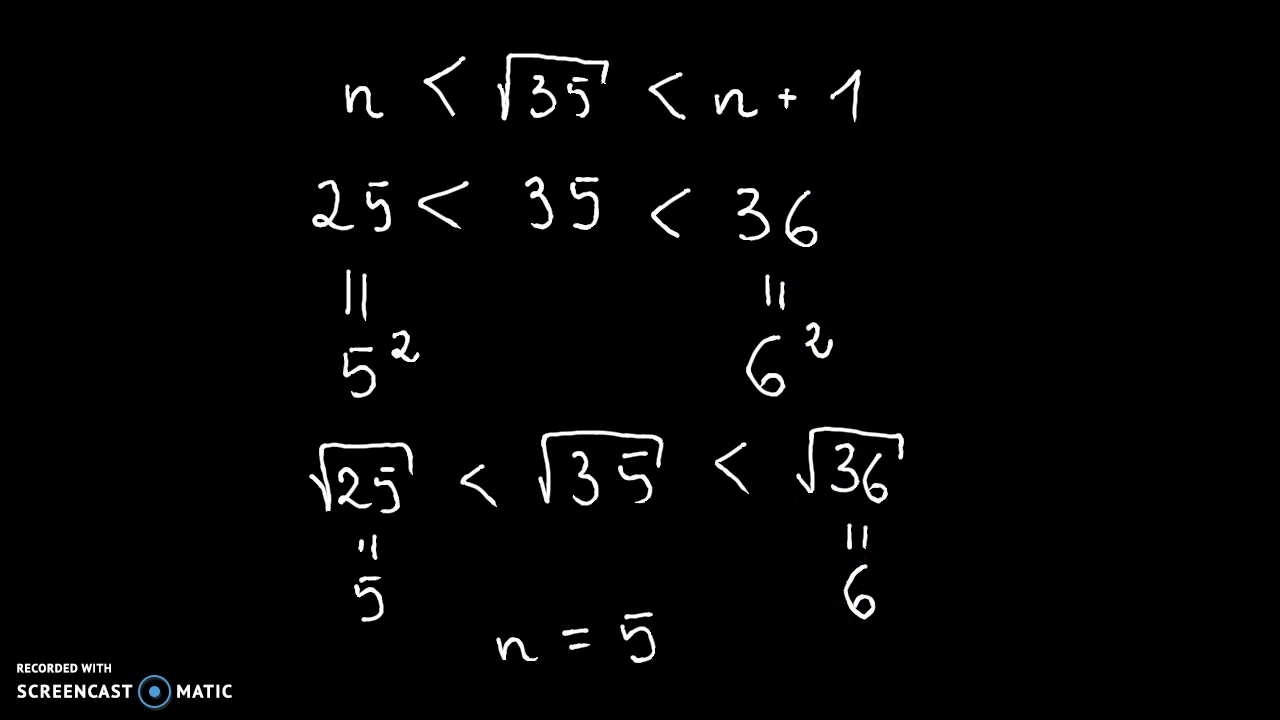 n < √35 < n + 1
25 < 35 < 36
= =
5² 6²
√25 < √35 < √36
= =
5 6
n = 5
RECORDED WITH
SCREENCAST MATIC